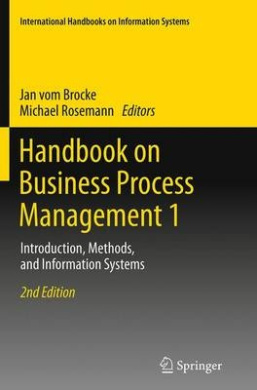 International Handbooks on Information Systems
Jan vom Brocke
Michael Rosemann Editors
Handbook on
Business Process
Management 1
Introduction, Methods,
and Information Systems
2nd Edition
Springer